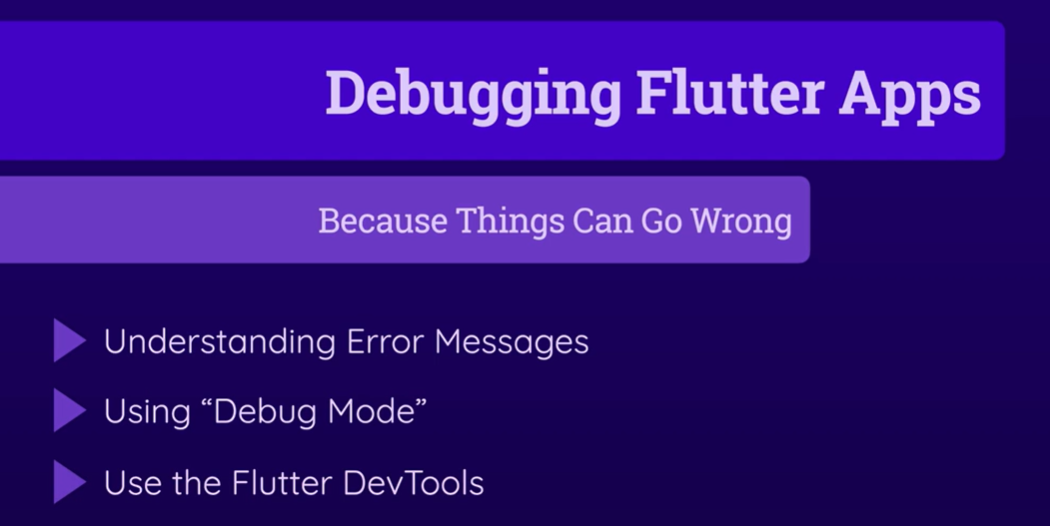 Debugging Flutter Apps
Because Things Can Go Wrong
Understanding Error Messages
Using “Debug Mode”
Use the Flutter DevTools